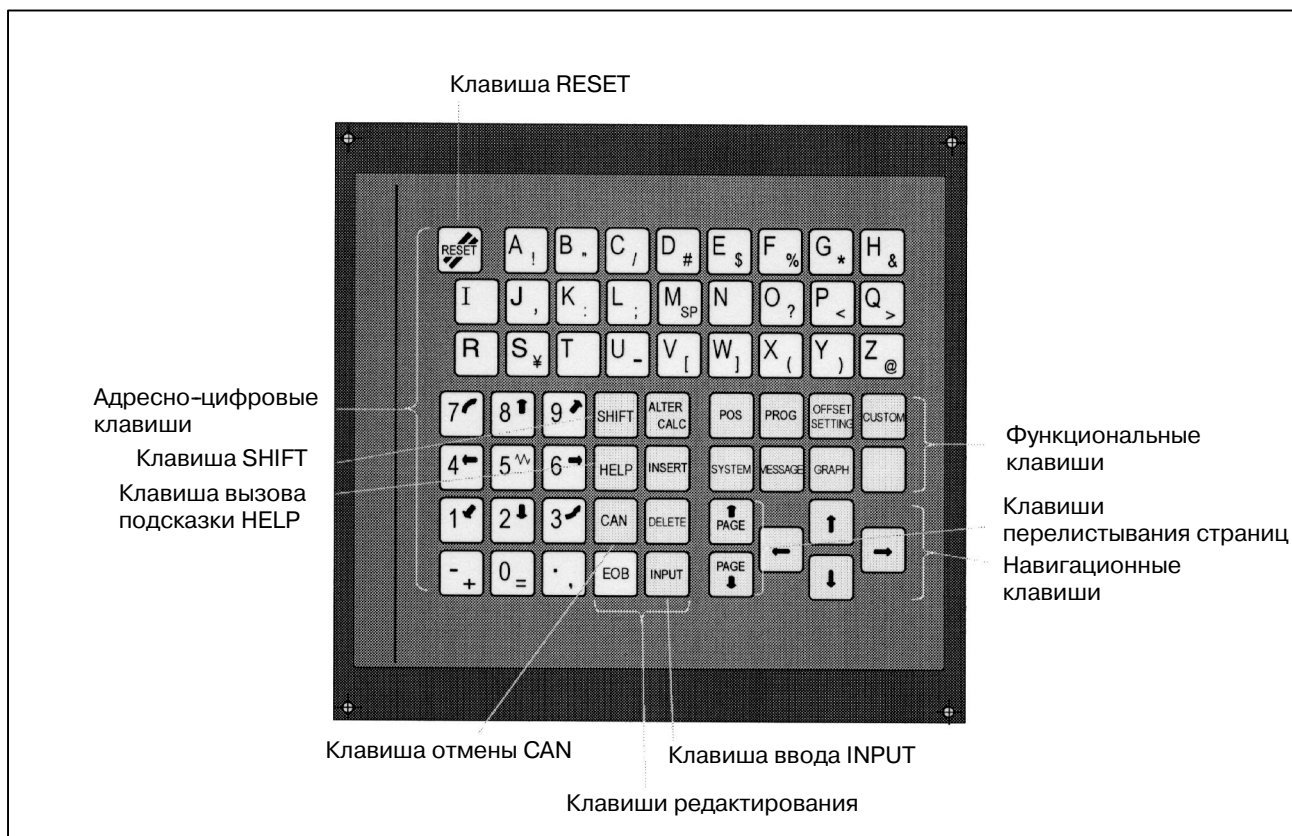 Клавиша RESET
RESET A ! B " C / D # E $ F % G * H &
I J , K : L ; M SP N O ? P < Q >
R S ¥ T U _ V [ W ] X ( Y ) Z @
Адресно-цифровые
клавиши
7 8 9 SHIFT ALTER CALC POS PROG OFFSET SETTING CUSTOM
Клавиша SHIFT
Функциональные
клавиши
4 5 6 HELP INSERT SYSTEM MESSAGE GRAPH
Клавиша вызова
подсказки HELP
1 2 3 CAN DELETE PAGE
Клавиши
перелистывания страниц
- + 0 = . , EOB INPUT PAGE
Навигационные
клавиши
Клавиша отмены CAN
Клавиша ввода INPUT
Клавиши редактирования